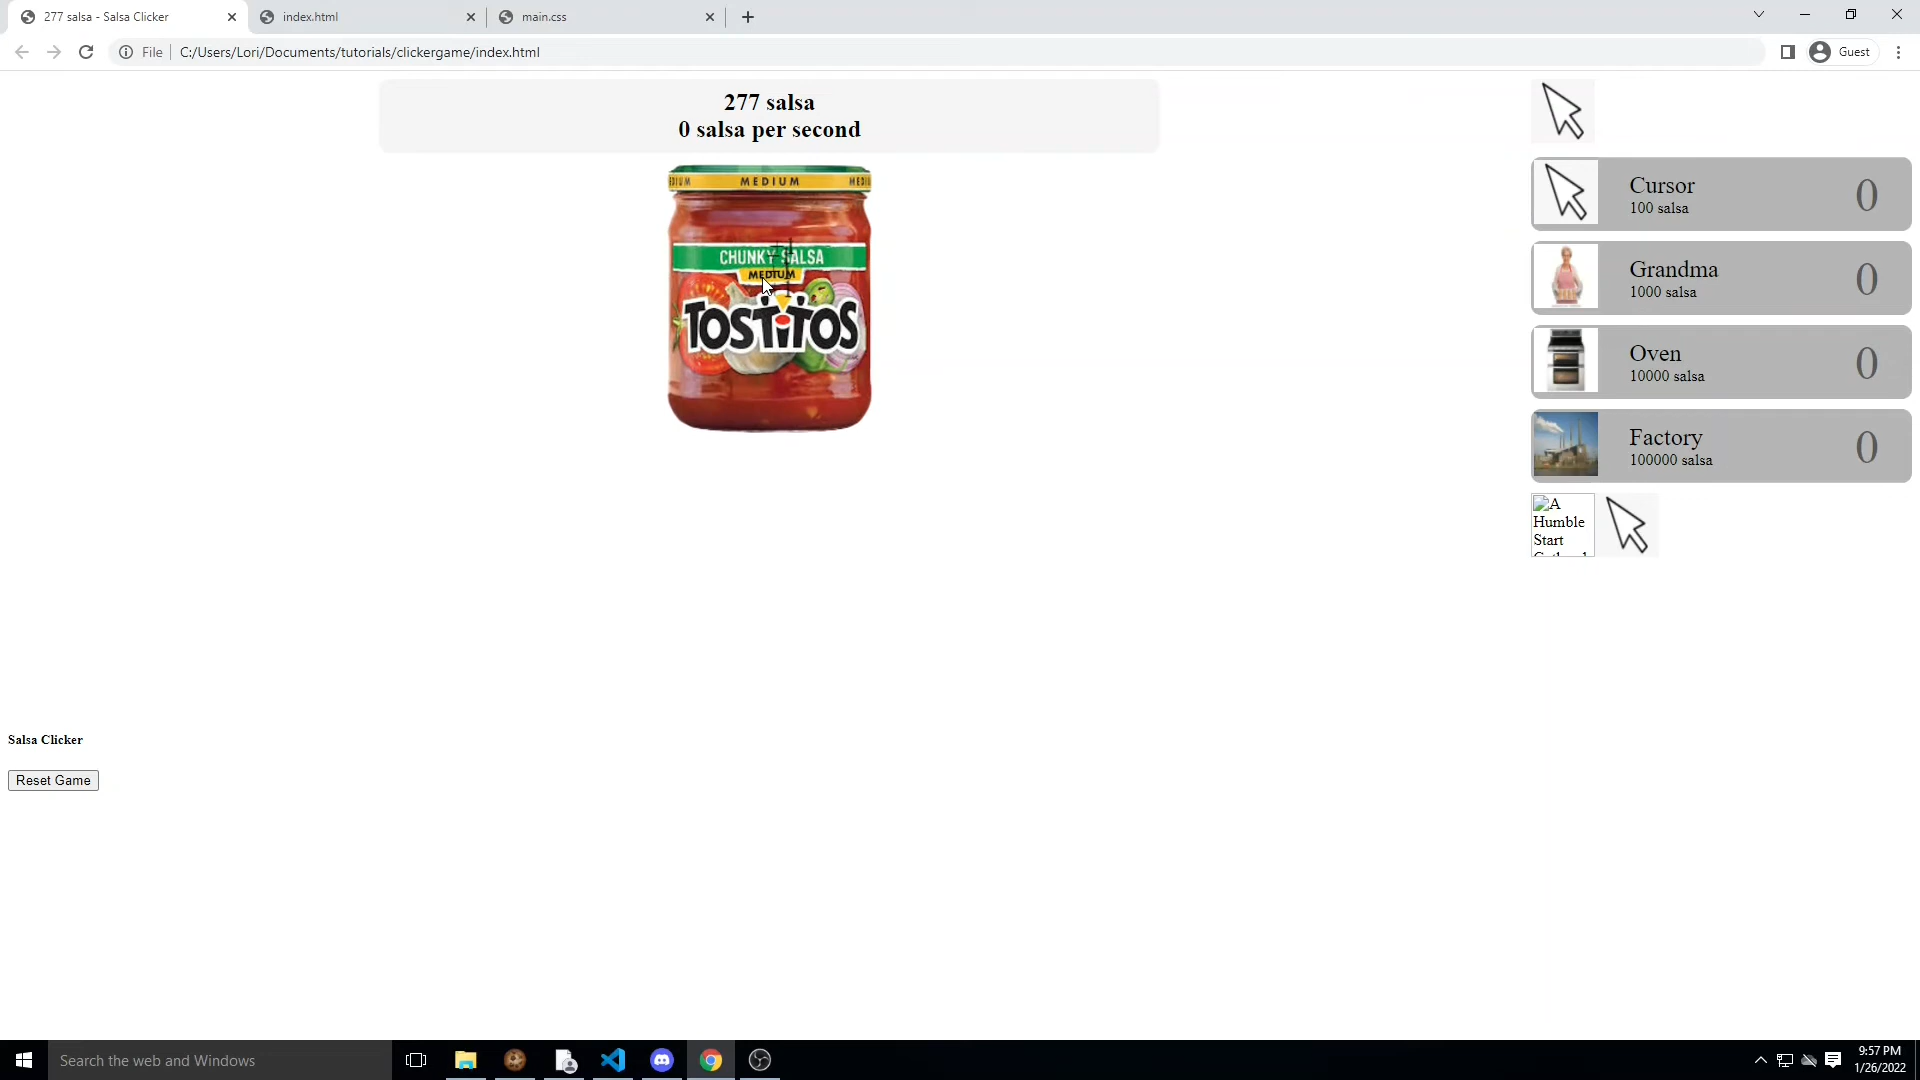 277 salsa - Salsa Clicker
index.html
main.css
File
C:/Users/Lori/Documents/tutorials/clickergame/index.html
Guest
277 salsa
0 salsa per second
MEDIUM
CHUNKY SALSA
MEDIUM
TOSTITOS
Cursor
100 salsa
0
Grandma
1000 salsa
0
Oven
10000 salsa
0
Factory
100000 salsa
0
A
Humble
Start
Salsa Clicker
Reset Game
Search the web and Windows
9:57 PM
1/26/2022